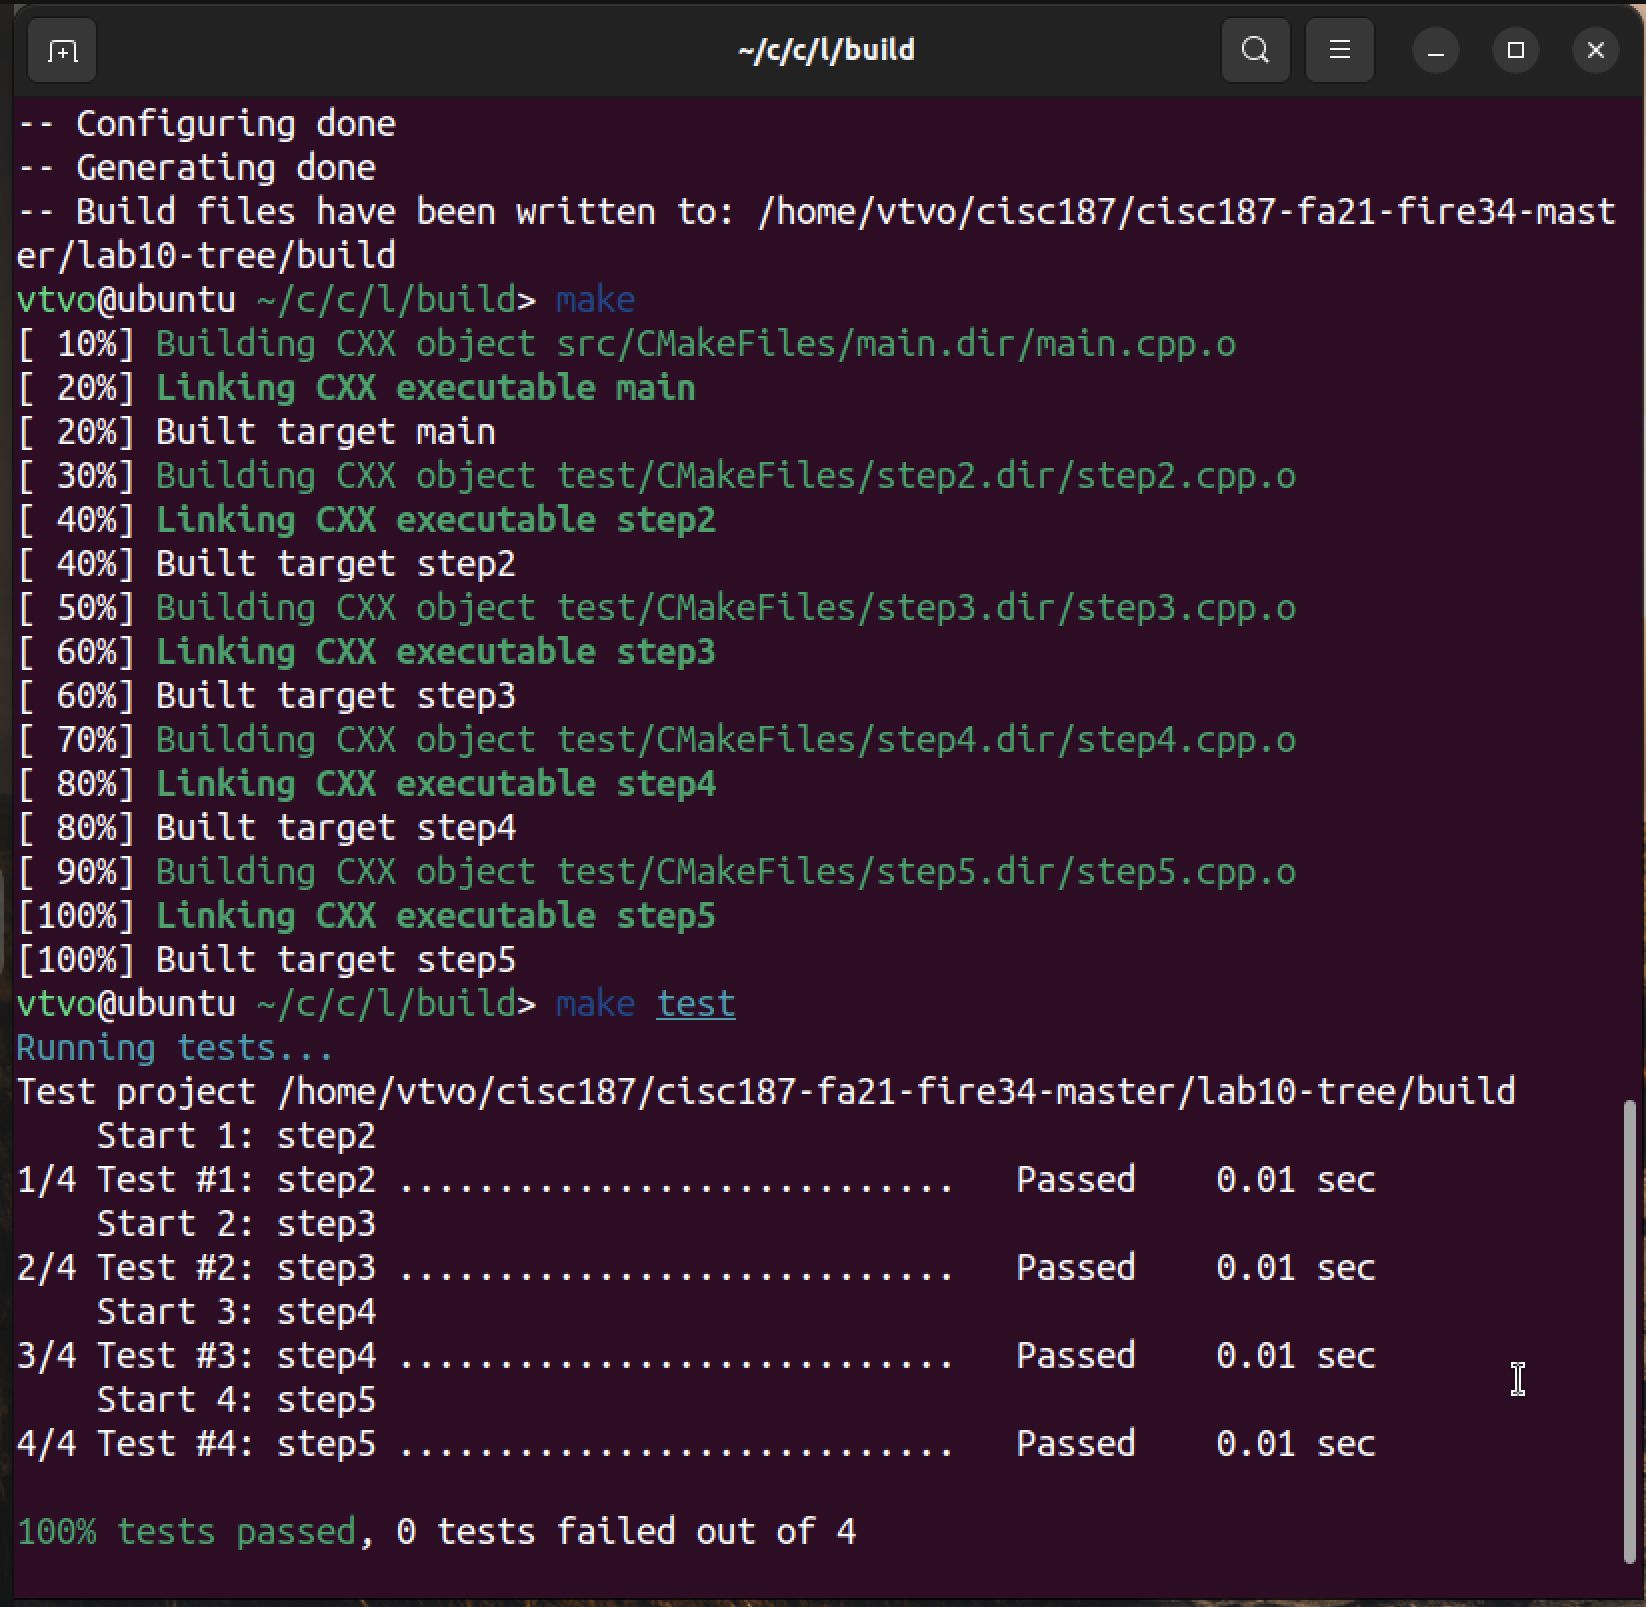 ~/c/c/l/build
-- Configuring done
-- Generating done
-- Build files have been written to: /home/vtvo/cisc187/cisc187-fa21-fire34-mast
er/lab10-tree/build
vtvo@ubuntu ~/c/c/l/build> make
[ 10%] Building CXX object src/CMakeFiles/main.dir/main.cpp.o
[ 20%] Linking CXX executable main
[ 20%] Built target main
[ 30%] Building CXX object test/CMakeFiles/step2.dir/step2.cpp.o
[ 40%] Linking CXX executable step2
[ 40%] Built target step2
[ 50%] Building CXX object test/CMakeFiles/step3.dir/step3.cpp.o
[ 60%] Linking CXX executable step3
[ 60%] Built target step3
[ 70%] Building CXX object test/CMakeFiles/step4.dir/step4.cpp.o
[ 80%] Linking CXX executable step4
[ 80%] Built target step4
[ 90%] Building CXX object test/CMakeFiles/step5.dir/step5.cpp.o
[100%] Linking CXX executable step5
[100%] Built target step5
vtvo@ubuntu ~/c/c/l/build> make test
Running tests...
Test project /home/vtvo/cisc187/cisc187-fa21-fire34-master/lab10-tree/build
    Start 1: step2
1/4 Test #1: step2 ............................   Passed    0.01 sec
    Start 2: step3
2/4 Test #2: step3 ............................   Passed    0.01 sec
    Start 3: step4
3/4 Test #3: step4 ............................   Passed    0.01 sec
    Start 4: step5
4/4 Test #4: step5 ............................   Passed    0.01 sec
100% tests passed, 0 tests failed out of 4